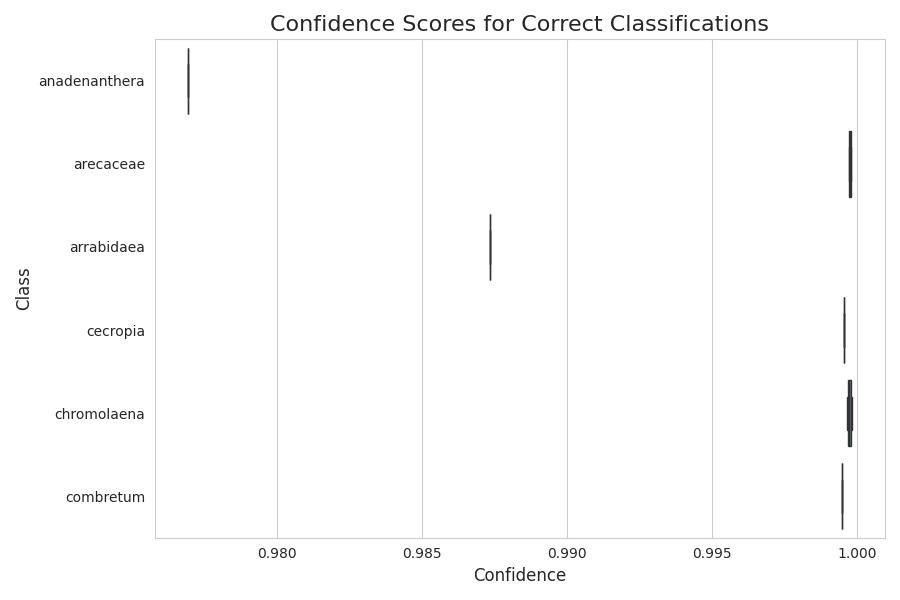 Confidence Scores for Correct Classifications
anadenanthera
arecaceae
arrabidaea
cecropia
chromolaena
combretum
Class
0.980 0.985 0.990 0.995 1.000
Confidence